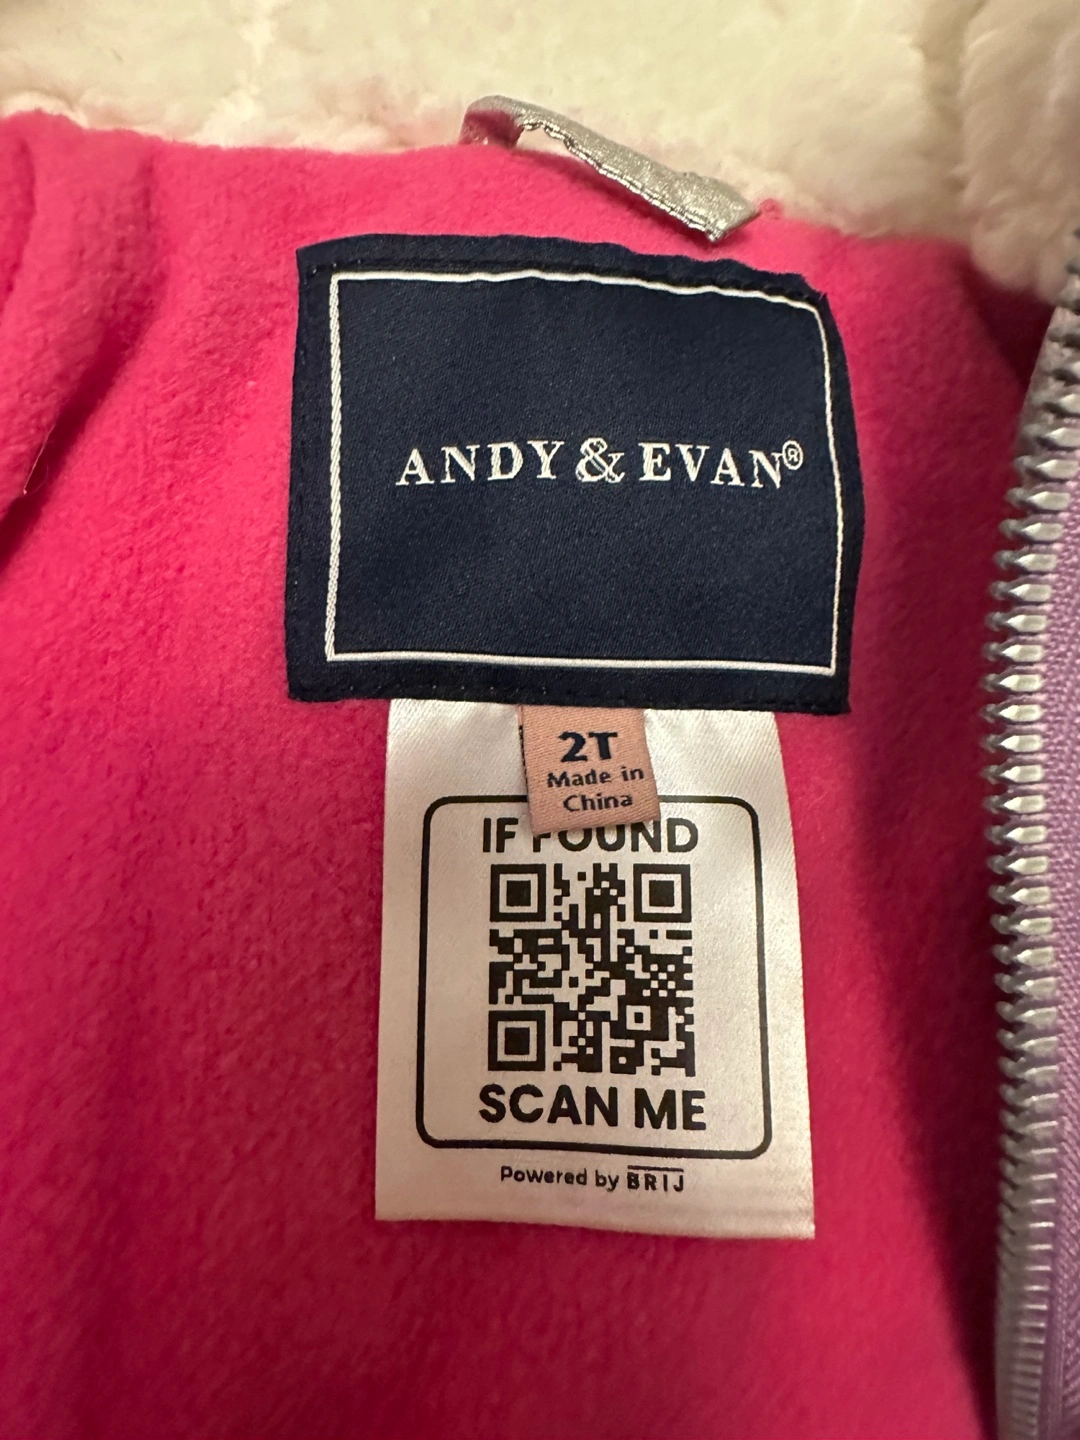 ANDY & EVAN®
2T
Made in
China
IF FOUND
SCAN ME
Powered by BRIJ